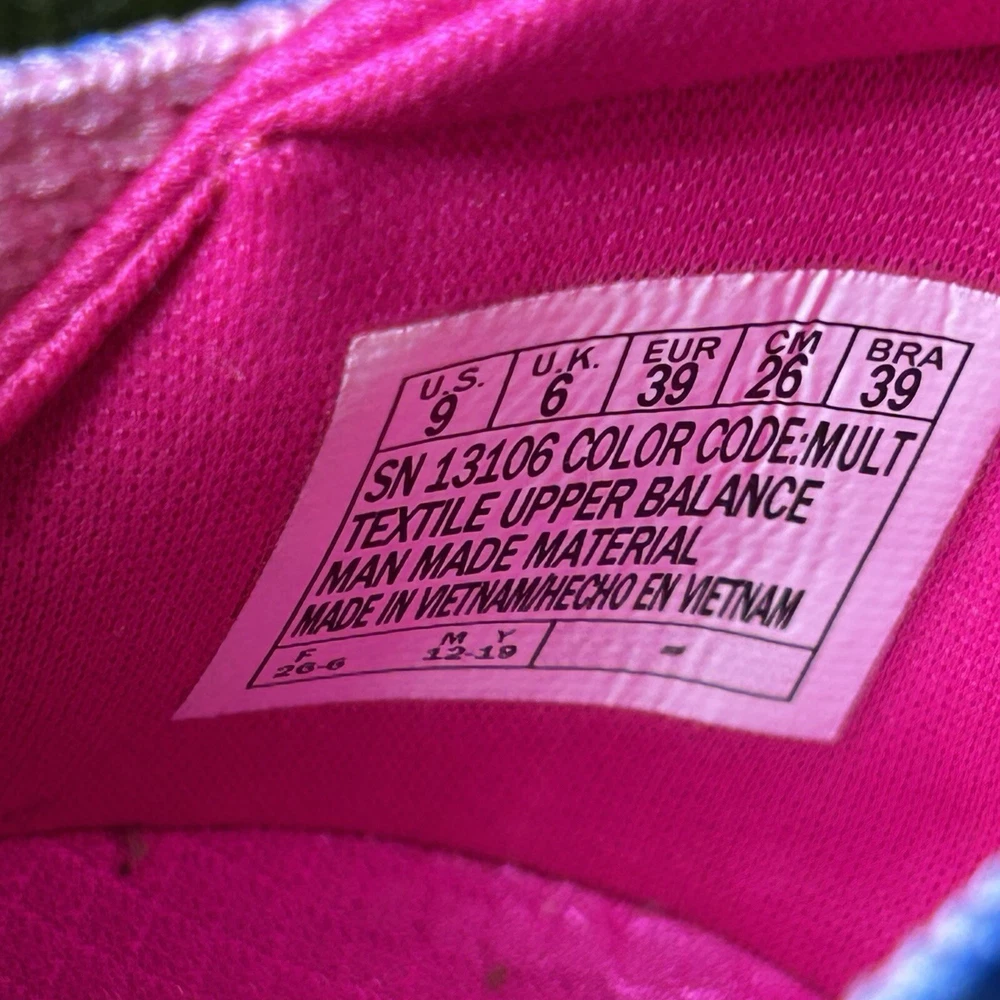 U.S. U.K. EUR CM BRA
9 6 39 26 39
SN 13106 COLOR CODE:MULT
TEXTILE UPPER BALANCE
MAN MADE MATERIAL
MADE IN VIETNAM/HECHO EN VIETNAM
F M Y
26-6 12-19 -